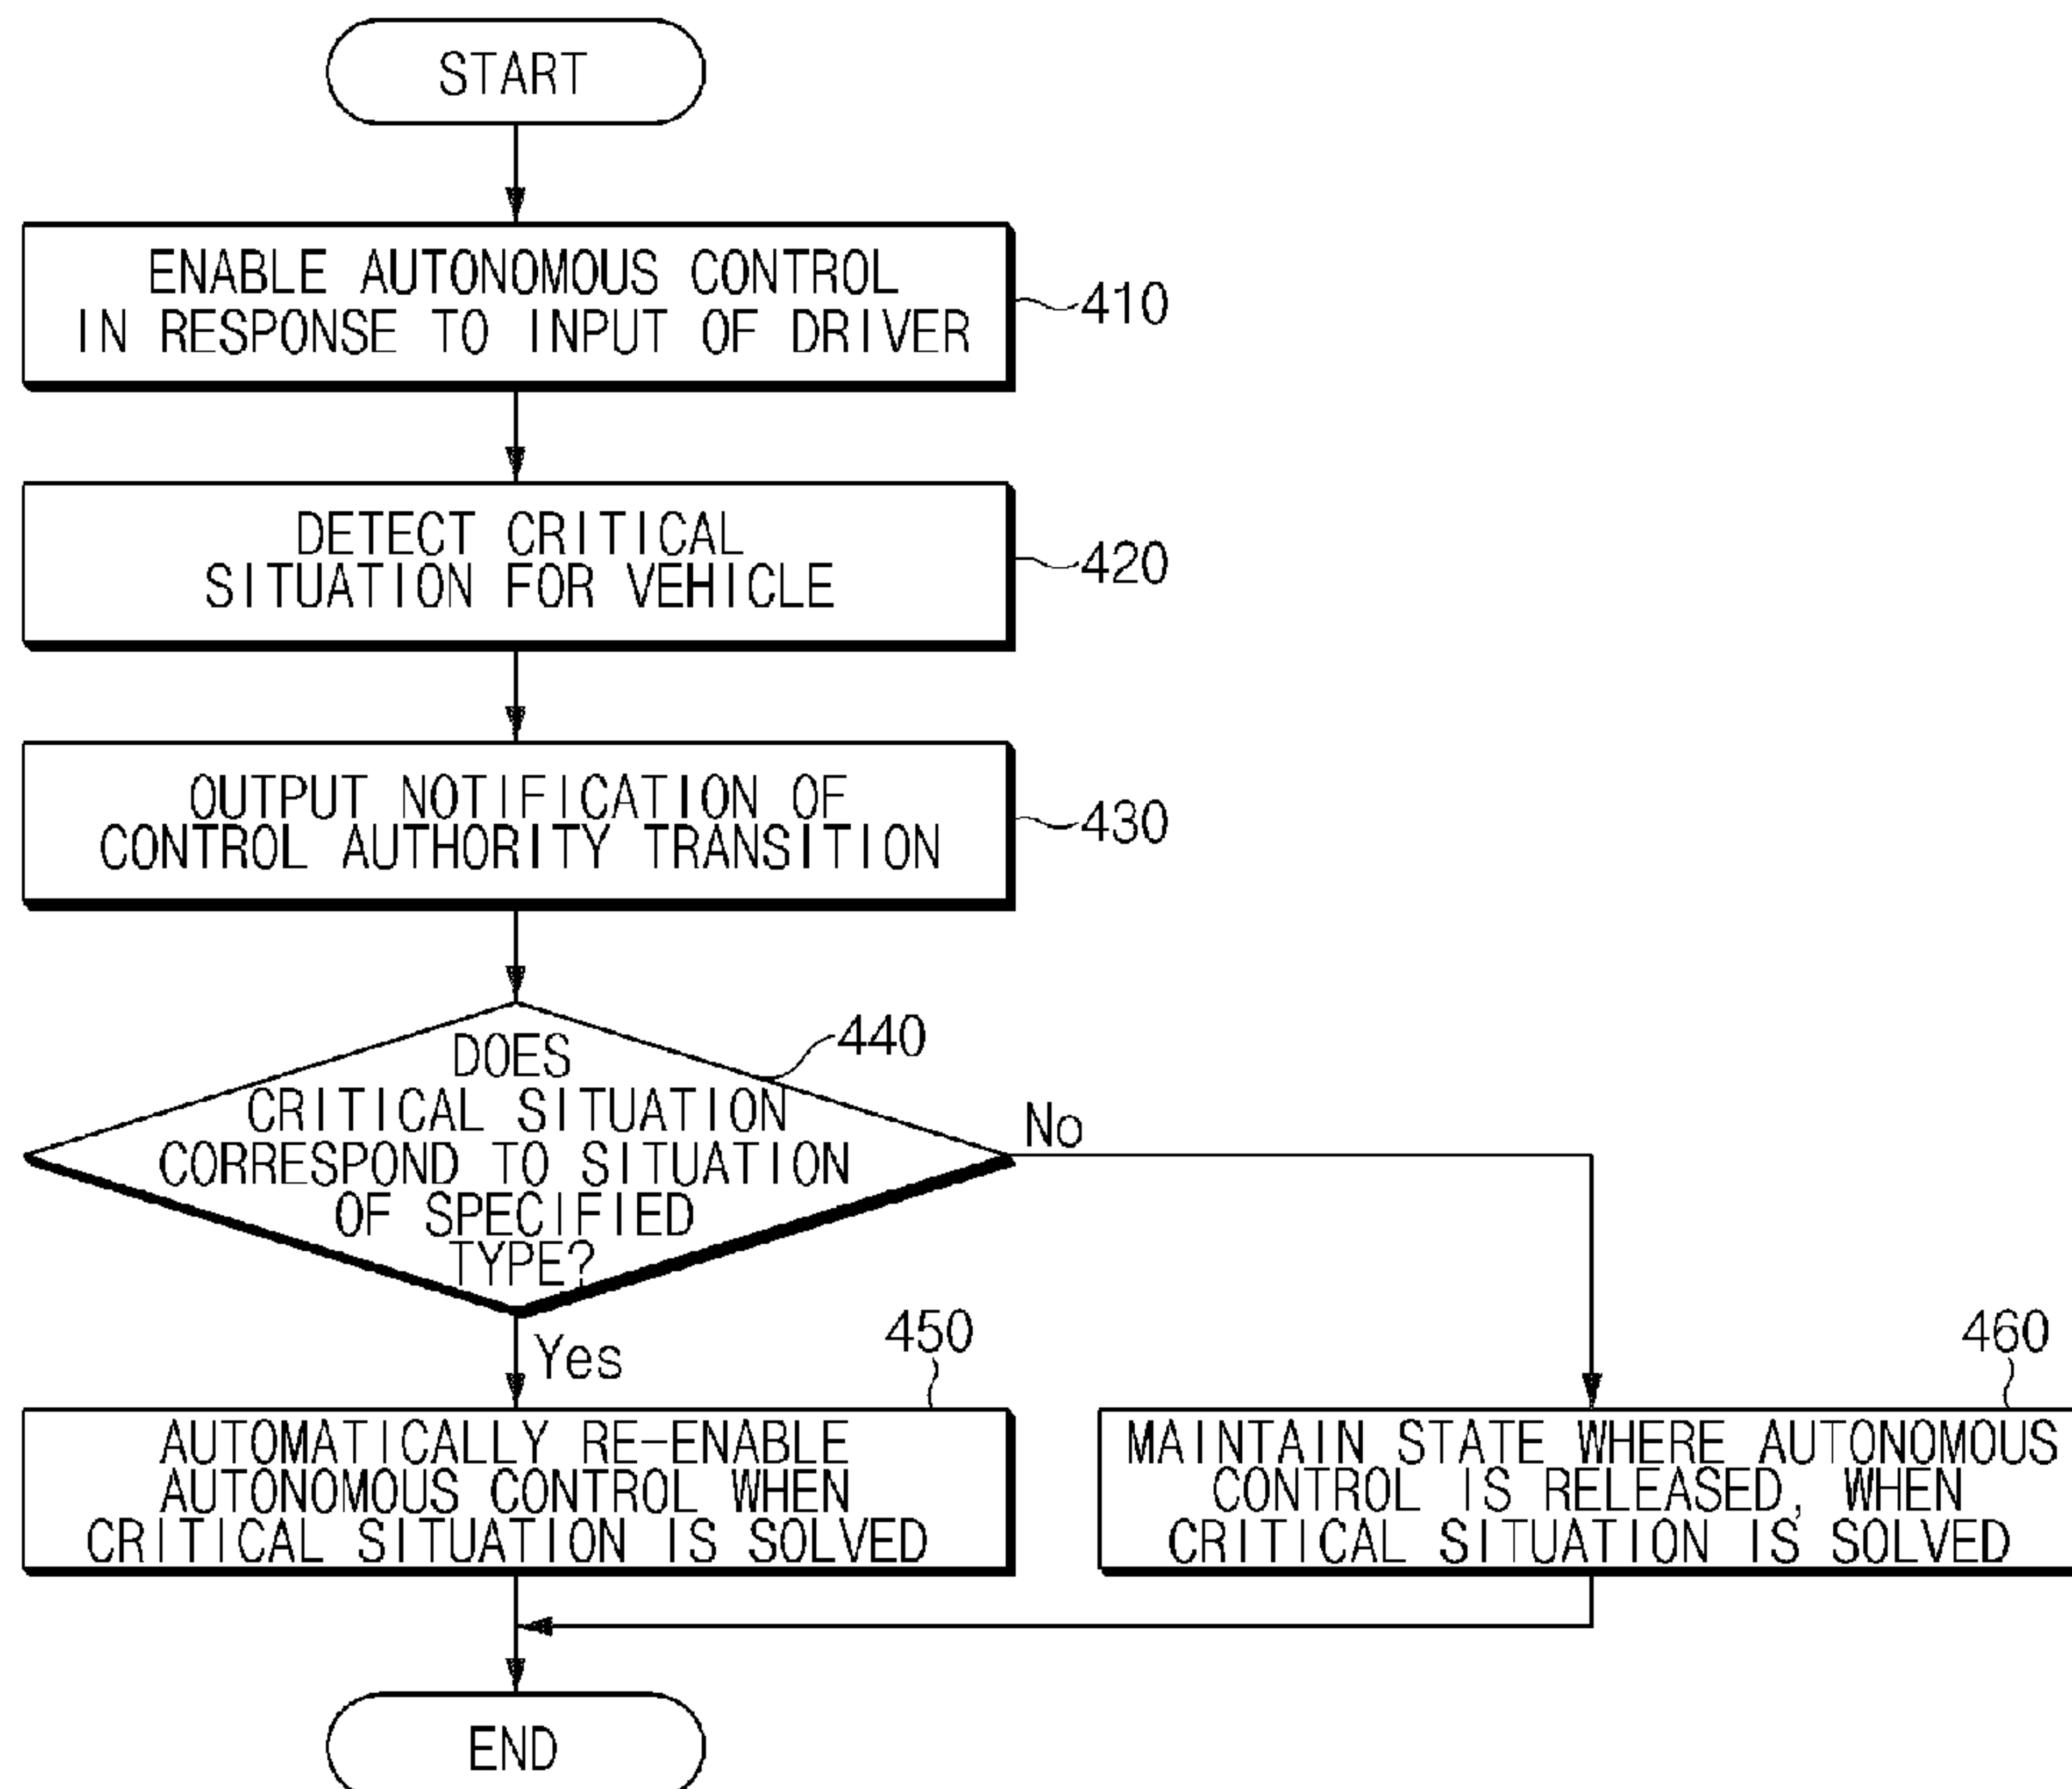 START
ENABLE AUTONOMOUS CONTROL
IN RESPONSE TO INPUT OF DRIVER
410
DETECT CRITICAL
SITUATION FOR VEHICLE
420
OUTPUT NOTIFICATION OF
CONTROL AUTHORITY TRANSITION
430
440
DOES
CRITICAL SITUATION
CORRESPOND TO SITUATION
OF SPECIFIED
TYPE?
No
Yes
450
AUTOMATICALLY RE-ENABLE
AUTONOMOUS CONTROL WHEN
CRITICAL SITUATION IS SOLVED
460
MAINTAIN STATE WHERE AUTONOMOUS
CONTROL IS RELEASED, WHEN
CRITICAL SITUATION IS SOLVED
END